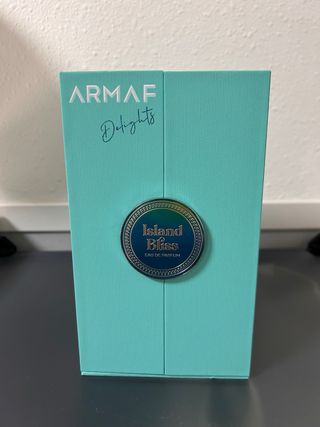 ARMAF
Delights
Island
Bliss
EAU DE PARFUM